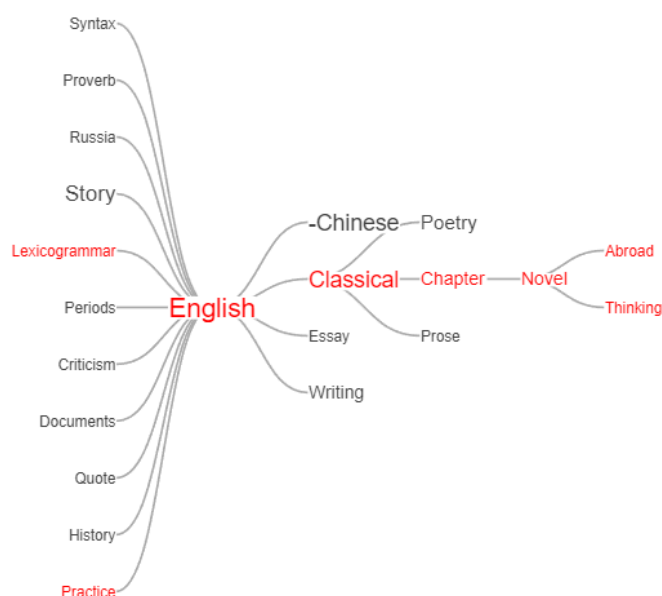 Syntax
Proverb
Russia
Story
Lexicogrammar
Periods
Criticism
Documents
Quote
History
Practice
English
-Chinese
Classical
Essay
Writing
Poetry
Chapter
Prose
Novel
Abroad
Thinking